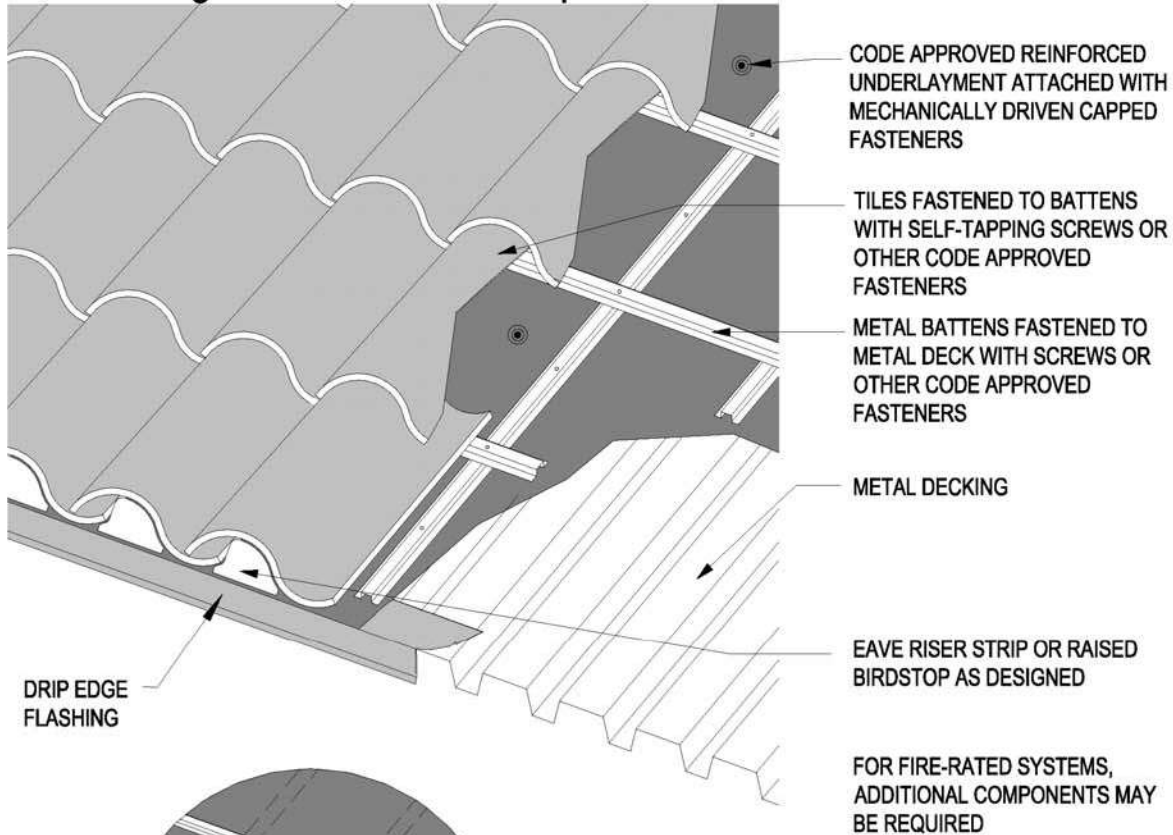 CODE APPROVED REINFORCED
UNDERLAYMENT ATTACHED WITH
MECHANICALLY DRIVEN CAPPED
FASTENERS
TILES FASTENED TO BATTENS
WITH SELF-TAPPING SCREWS OR
OTHER CODE APPROVED
FASTENERS
METAL BATTENS FASTENED TO
METAL DECK WITH SCREWS OR
OTHER CODE APPROVED
FASTENERS
METAL DECKING
EAVE RISER STRIP OR RAISED
BIRDSTOP AS DESIGNED
DRIP EDGE
FLASHING
FOR FIRE-RATED SYSTEMS,
ADDITIONAL COMPONENTS MAY
BE REQUIRED